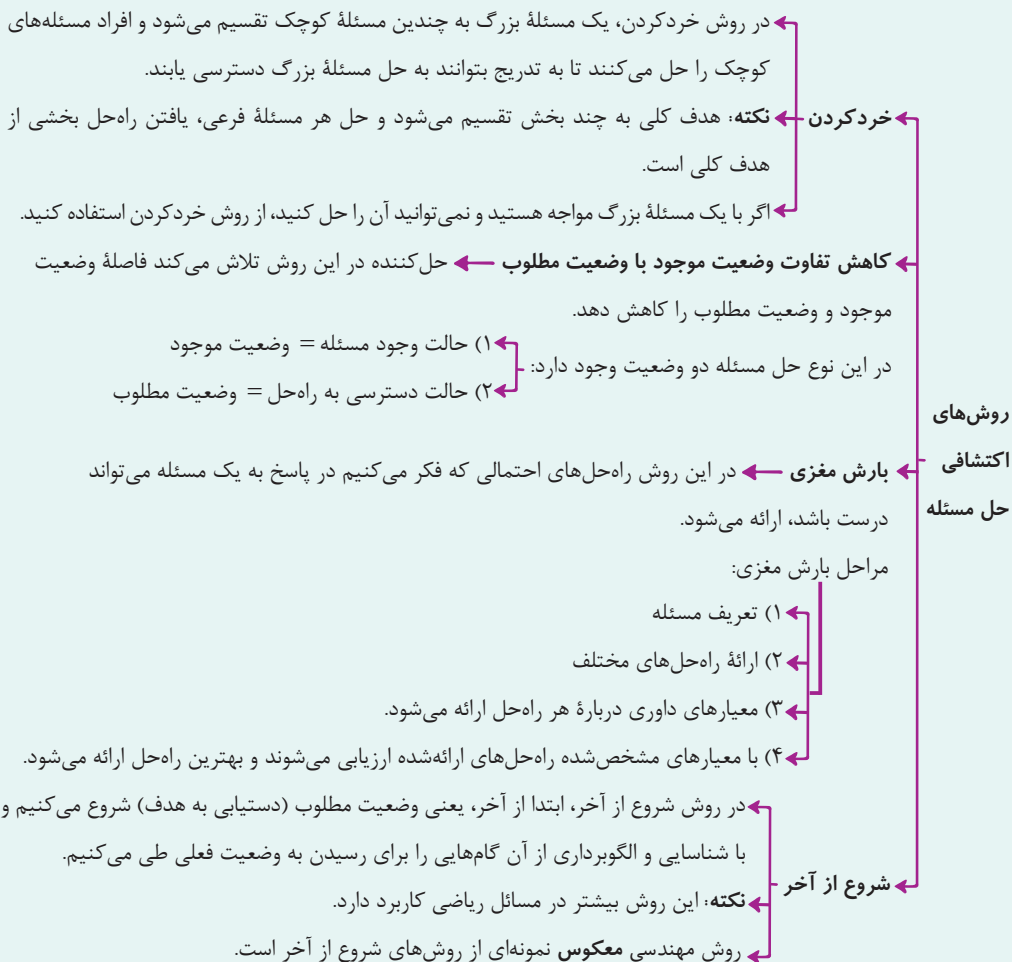 روش‌های
اکتشافی
حل مسئله
خردکردن
در روش خردکردن، یک مسئلۀ بزرگ به چندین مسئلۀ کوچک تقسیم می‌شود و افراد مسئله‌های
کوچک را حل می‌کنند تا به تدریج بتوانند به حل مسئلۀ بزرگ دسترسی یابند.
نکته: هدف کلی به چند بخش تقسیم می‌شود و حل هر مسئلۀ فرعی، یافتن راه‌حل بخشی از
هدف کلی است.
اگر با یک مسئلۀ بزرگ مواجه هستید و نمی‌توانید آن را حل کنید، از روش خردکردن استفاده کنید.
کاهش تفاوت وضعیت موجود با وضعیت مطلوب حل‌کننده در این روش تلاش می‌کند فاصلۀ وضعیت
موجود و وضعیت مطلوب را کاهش دهد.
در این نوع حل مسئله دو وضعیت وجود دارد:
۱) حالت وجود مسئله = وضعیت موجود
۲) حالت دسترسی به راه‌حل = وضعیت مطلوب
بارش مغزی در این روش راه‌حل‌های احتمالی که فکر می‌کنیم در پاسخ به یک مسئله می‌تواند
درست باشد، ارائه می‌شود.
مراحل بارش مغزی:
۱) تعریف مسئله
۲) ارائۀ راه‌حل‌های مختلف
۳) معیارهای داوری دربارۀ هر راه‌حل ارائه می‌شود.
۴) با معیارهای مشخص‌شده راه‌حل‌های ارائه‌شده ارزیابی می‌شوند و بهترین راه‌حل ارائه می‌شود.
شروع از آخر
در روش شروع از آخر، ابتدا از آخر، یعنی وضعیت مطلوب (دستیابی به هدف) شروع می‌کنیم و
با شناسایی و الگوبرداری از آن گام‌هایی را برای رسیدن به وضعیت فعلی طی می‌کنیم.
نکته: این روش بیشتر در مسائل ریاضی کاربرد دارد.
روش مهندسی معکوس نمونه‌ای از روش‌های شروع از آخر است.